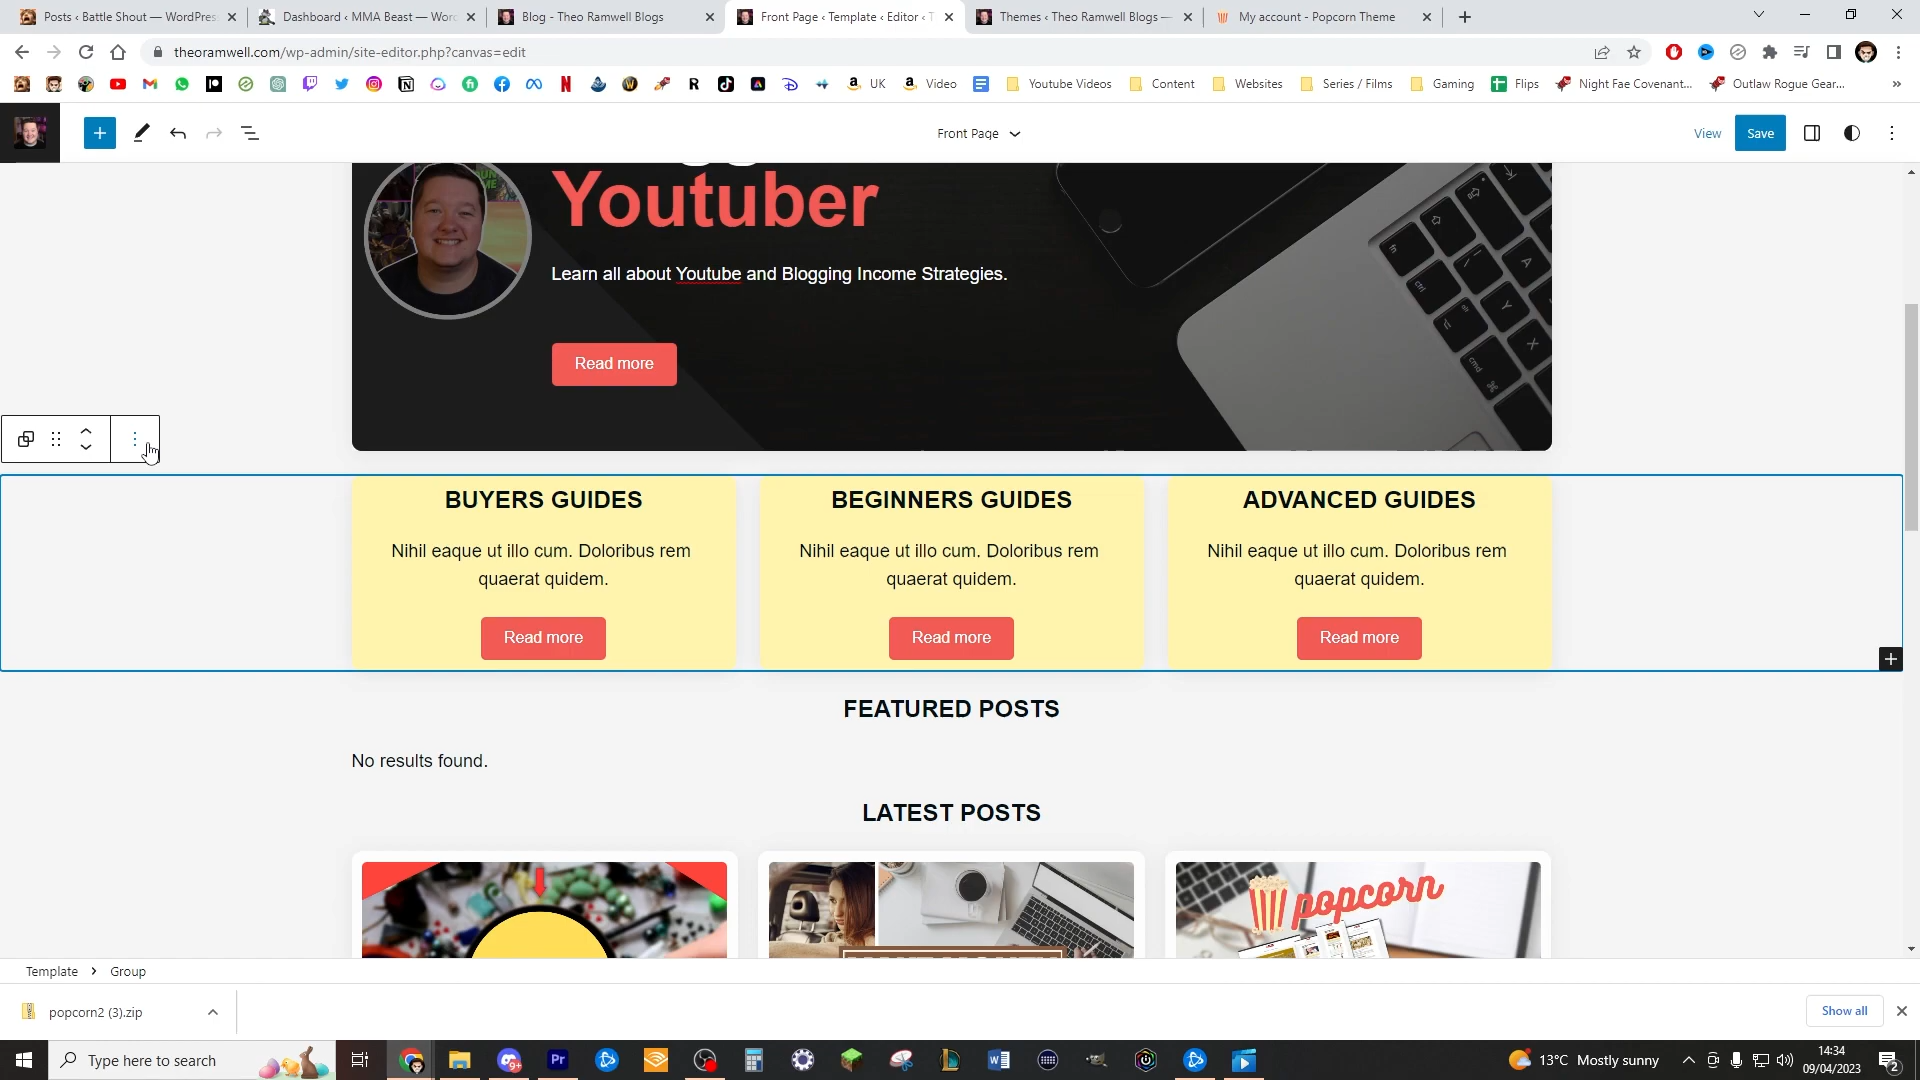 Posts ‹ Battle Shout — WordPres
Dashboard ‹ MMA Beast — Word
Blog - Theo Ramwell Blogs
Front Page ‹ Template ‹ Editor ‹ T
Themes ‹ Theo Ramwell Blogs —
My account - Popcorn Theme
theoramwell.com/wp-admin/site-editor.php?canvas=edit
UK
Video
Youtube Videos
Content
Websites
Series / Films
Gaming
Flips
Night Fae Covenant...
Outlaw Rogue Gear...
»
Front Page
View
Save
Youtuber
Learn all about Youtube and Blogging Income Strategies.
Read more
BUYERS GUIDES
BEGINNERS GUIDES
ADVANCED GUIDES
Nihil eaque ut illo cum. Doloribus rem
quaerat quidem.
Nihil eaque ut illo cum. Doloribus rem
quaerat quidem.
Nihil eaque ut illo cum. Doloribus rem
quaerat quidem.
Read more
Read more
Read more
FEATURED POSTS
No results found.
LATEST POSTS
popcorn
Template › Group
popcorn2 (3).zip
Show all
Type here to search
13°C Mostly sunny
14:34
09/04/2023